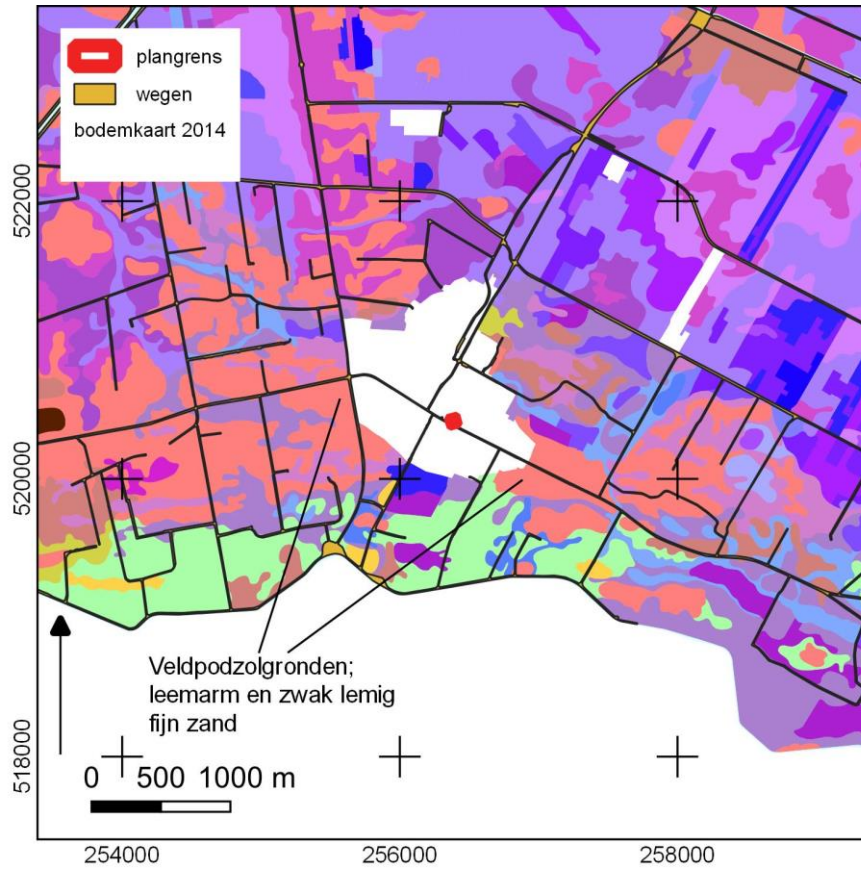 plangrens
wegen
bodemkaart 2014
522000
520000
518000
Veldpodzolgronden;
leemarm en zwak lemig
fijn zand
0 500 1000 m
254000 256000 258000